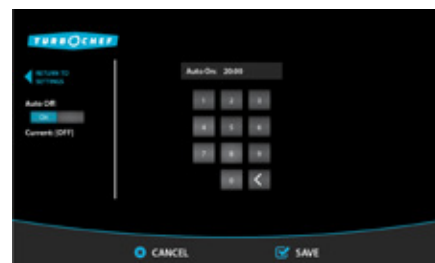 TURBOCHEF
RETURN TO
SETTINGS
Auto Off:
On
Current: [OFF]
Auto On: 20:00
1 2 3
4 5 6
7 8 9
0 <
CANCEL
SAVE